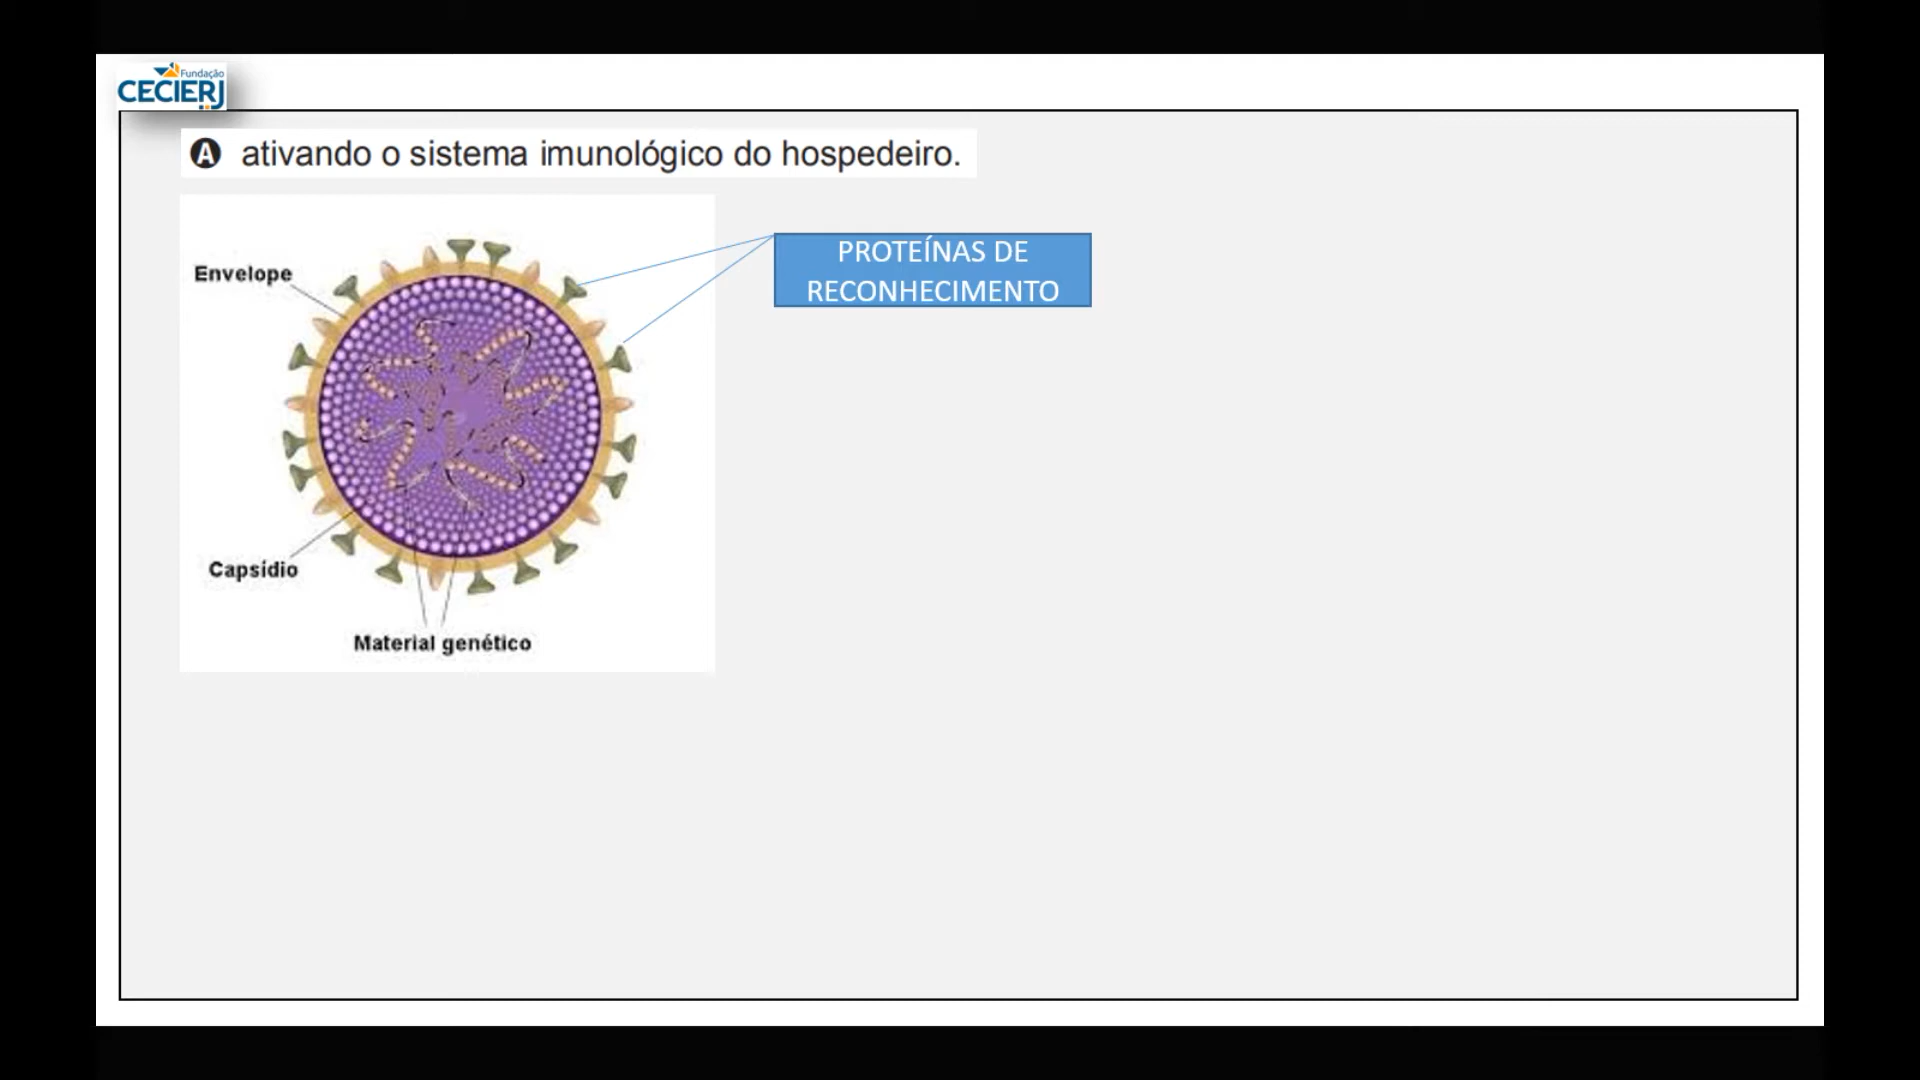 Fundação
CECIERJ
A ativando o sistema imunológico do hospedeiro.
PROTEÍNAS DE
RECONHECIMENTO
Envelope
Capsídio
Material genético